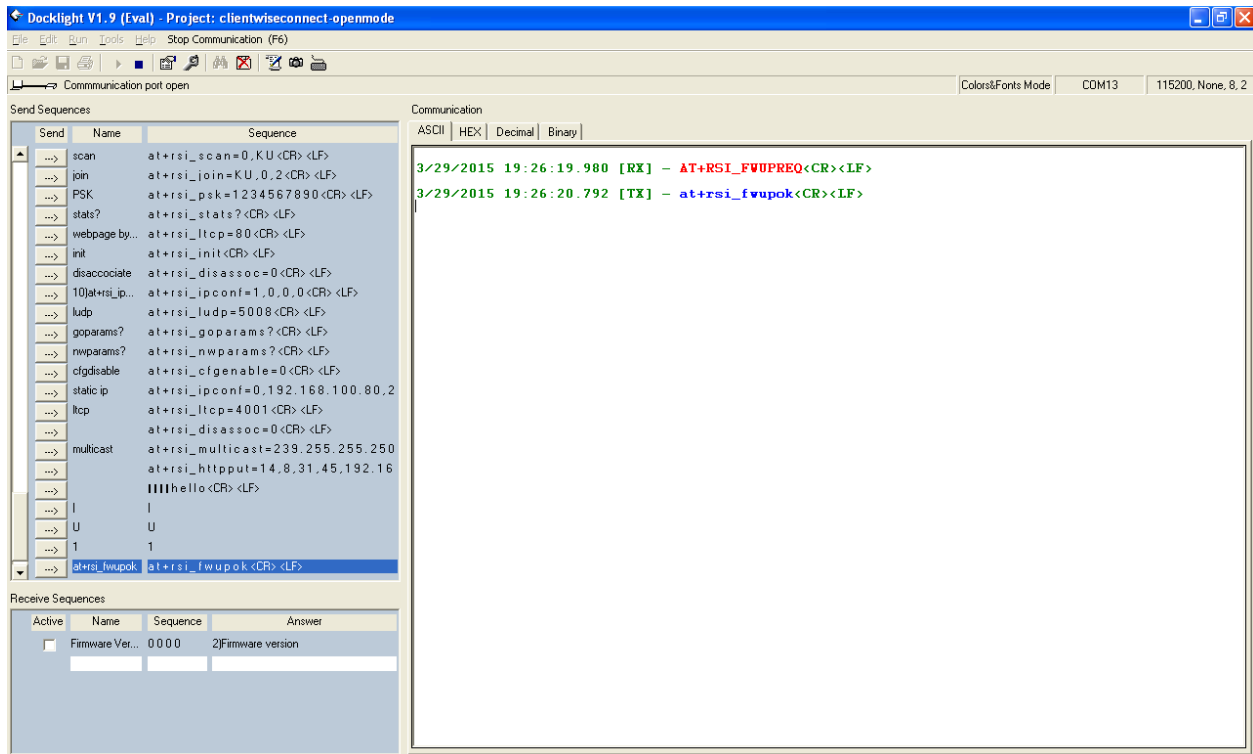 Docklight V1.9 (Eval) - Project: clientwiseconnect-openmode
File Edit Run Tools Help Stop Communication (F6)
Commmunication port open Colors&Fonts Mode COM13 115200, None, 8, 2
Send Sequences
Send Name Sequence
---> scan at+rsi_scan=0,KU<CR><LF>
---> join at+rsi_join=KU,0,2<CR><LF>
---> PSK at+rsi_psk=1234567890<CR><LF>
---> stats? at+rsi_stats?<CR><LF>
---> webpage by... at+rsi_ltcp=80<CR><LF>
---> init at+rsi_init<CR><LF>
---> disaccociate at+rsi_disassoc=0<CR><LF>
---> 10)at+rsi_ip... at+rsi_ipconf=1,0,0,0<CR><LF>
---> ludp at+rsi_ludp=5008<CR><LF>
---> goparams? at+rsi_goparams?<CR><LF>
---> nwparams? at+rsi_nwparams?<CR><LF>
---> cfgdisable at+rsi_cfgenable=0<CR><LF>
---> static ip at+rsi_ipconf=0,192.168.100.80,2
---> ltcp at+rsi_ltcp=4001<CR><LF>
---> at+rsi_disassoc=0<CR><LF>
---> multicast at+rsi_multicast=239.255.255.250
---> at+rsi_httpput=14,8,31,45,192.16
---> hello<CR><LF>
---> | |
---> U U
---> 1 1
---> at+rsi_fwupok at+rsi_fwupok<CR><LF>
Receive Sequences
Active Name Sequence Answer
Firmware Ver... 0000 2)Firmware version
Communication
ASCII HEX Decimal Binary
3/29/2015 19:26:19.980 [RX] - AT+RSI_FWUPREQ<CR><LF>
3/29/2015 19:26:20.792 [TX] - at+rsi_fwupok<CR><LF>